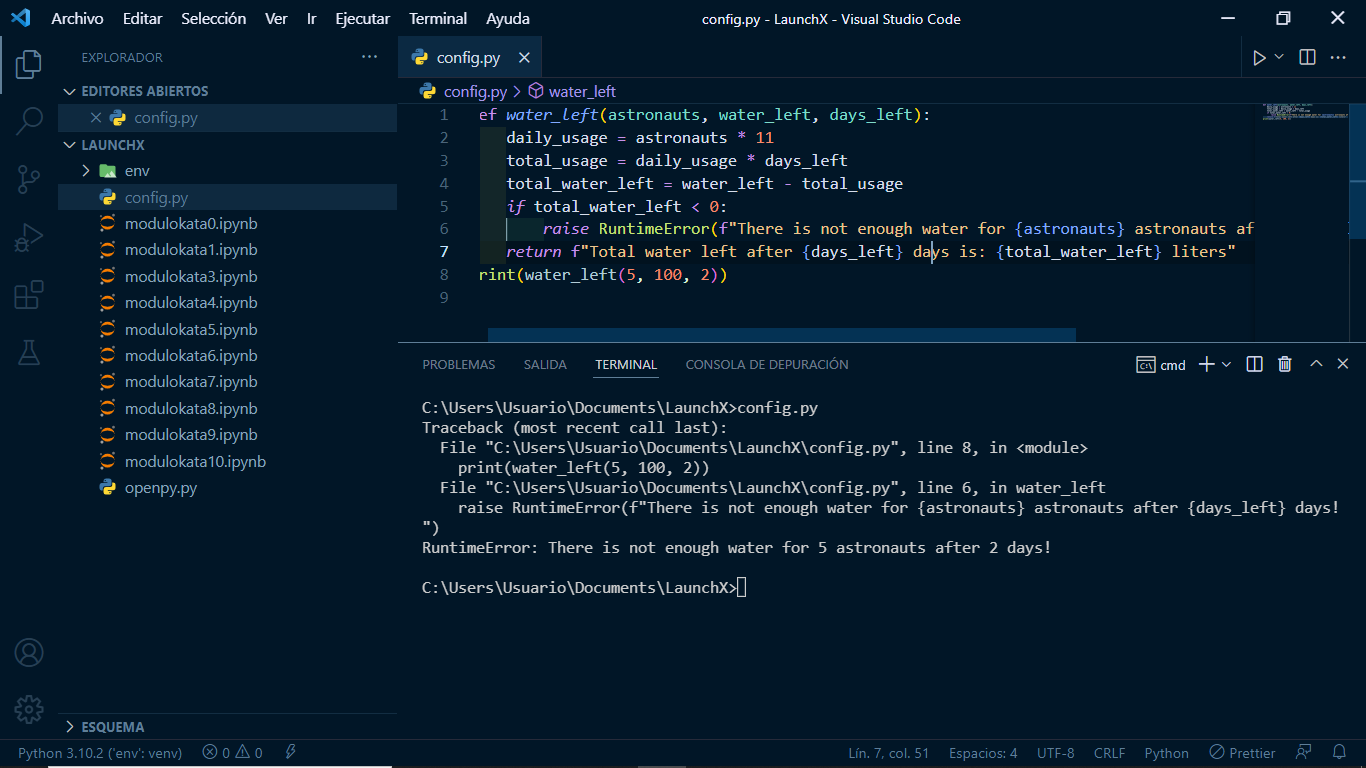 Archivo Editar Selección Ver Ir Ejecutar Terminal Ayuda config.py - LaunchX - Visual Studio Code
EXPLORADOR
EDITORES ABIERTOS
config.py
LAUNCHX
env
config.py
modulokata0.ipynb
modulokata1.ipynb
modulokata3.ipynb
modulokata4.ipynb
modulokata5.ipynb
modulokata6.ipynb
modulokata7.ipynb
modulokata8.ipynb
modulokata9.ipynb
modulokata10.ipynb
openpy.py
ESQUEMA
config.py
config.py > water_left
1 ef water_left(astronauts, water_left, days_left):
2 daily_usage = astronauts * 11
3 total_usage = daily_usage * days_left
4 total_water_left = water_left - total_usage
5 if total_water_left < 0:
6 raise RuntimeError(f"There is not enough water for {astronauts} astronauts af
7 return f"Total water left after {days_left} days is: {total_water_left} liters"
8 rint(water_left(5, 100, 2))
9
PROBLEMAS SALIDA TERMINAL CONSOLA DE DEPURACIÓN cmd
C:\Users\Usuario\Documents\LaunchX>config.py
Traceback (most recent call last):
File "C:\Users\Usuario\Documents\LaunchX\config.py", line 8, in <module>
print(water_left(5, 100, 2))
File "C:\Users\Usuario\Documents\LaunchX\config.py", line 6, in water_left
raise RuntimeError(f"There is not enough water for {astronauts} astronauts after {days_left} days!
")
RuntimeError: There is not enough water for 5 astronauts after 2 days!
C:\Users\Usuario\Documents\LaunchX>
Python 3.10.2 ('env': venv) 0 0 Lín. 7, col. 51 Espacios: 4 UTF-8 CRLF Python Prettier